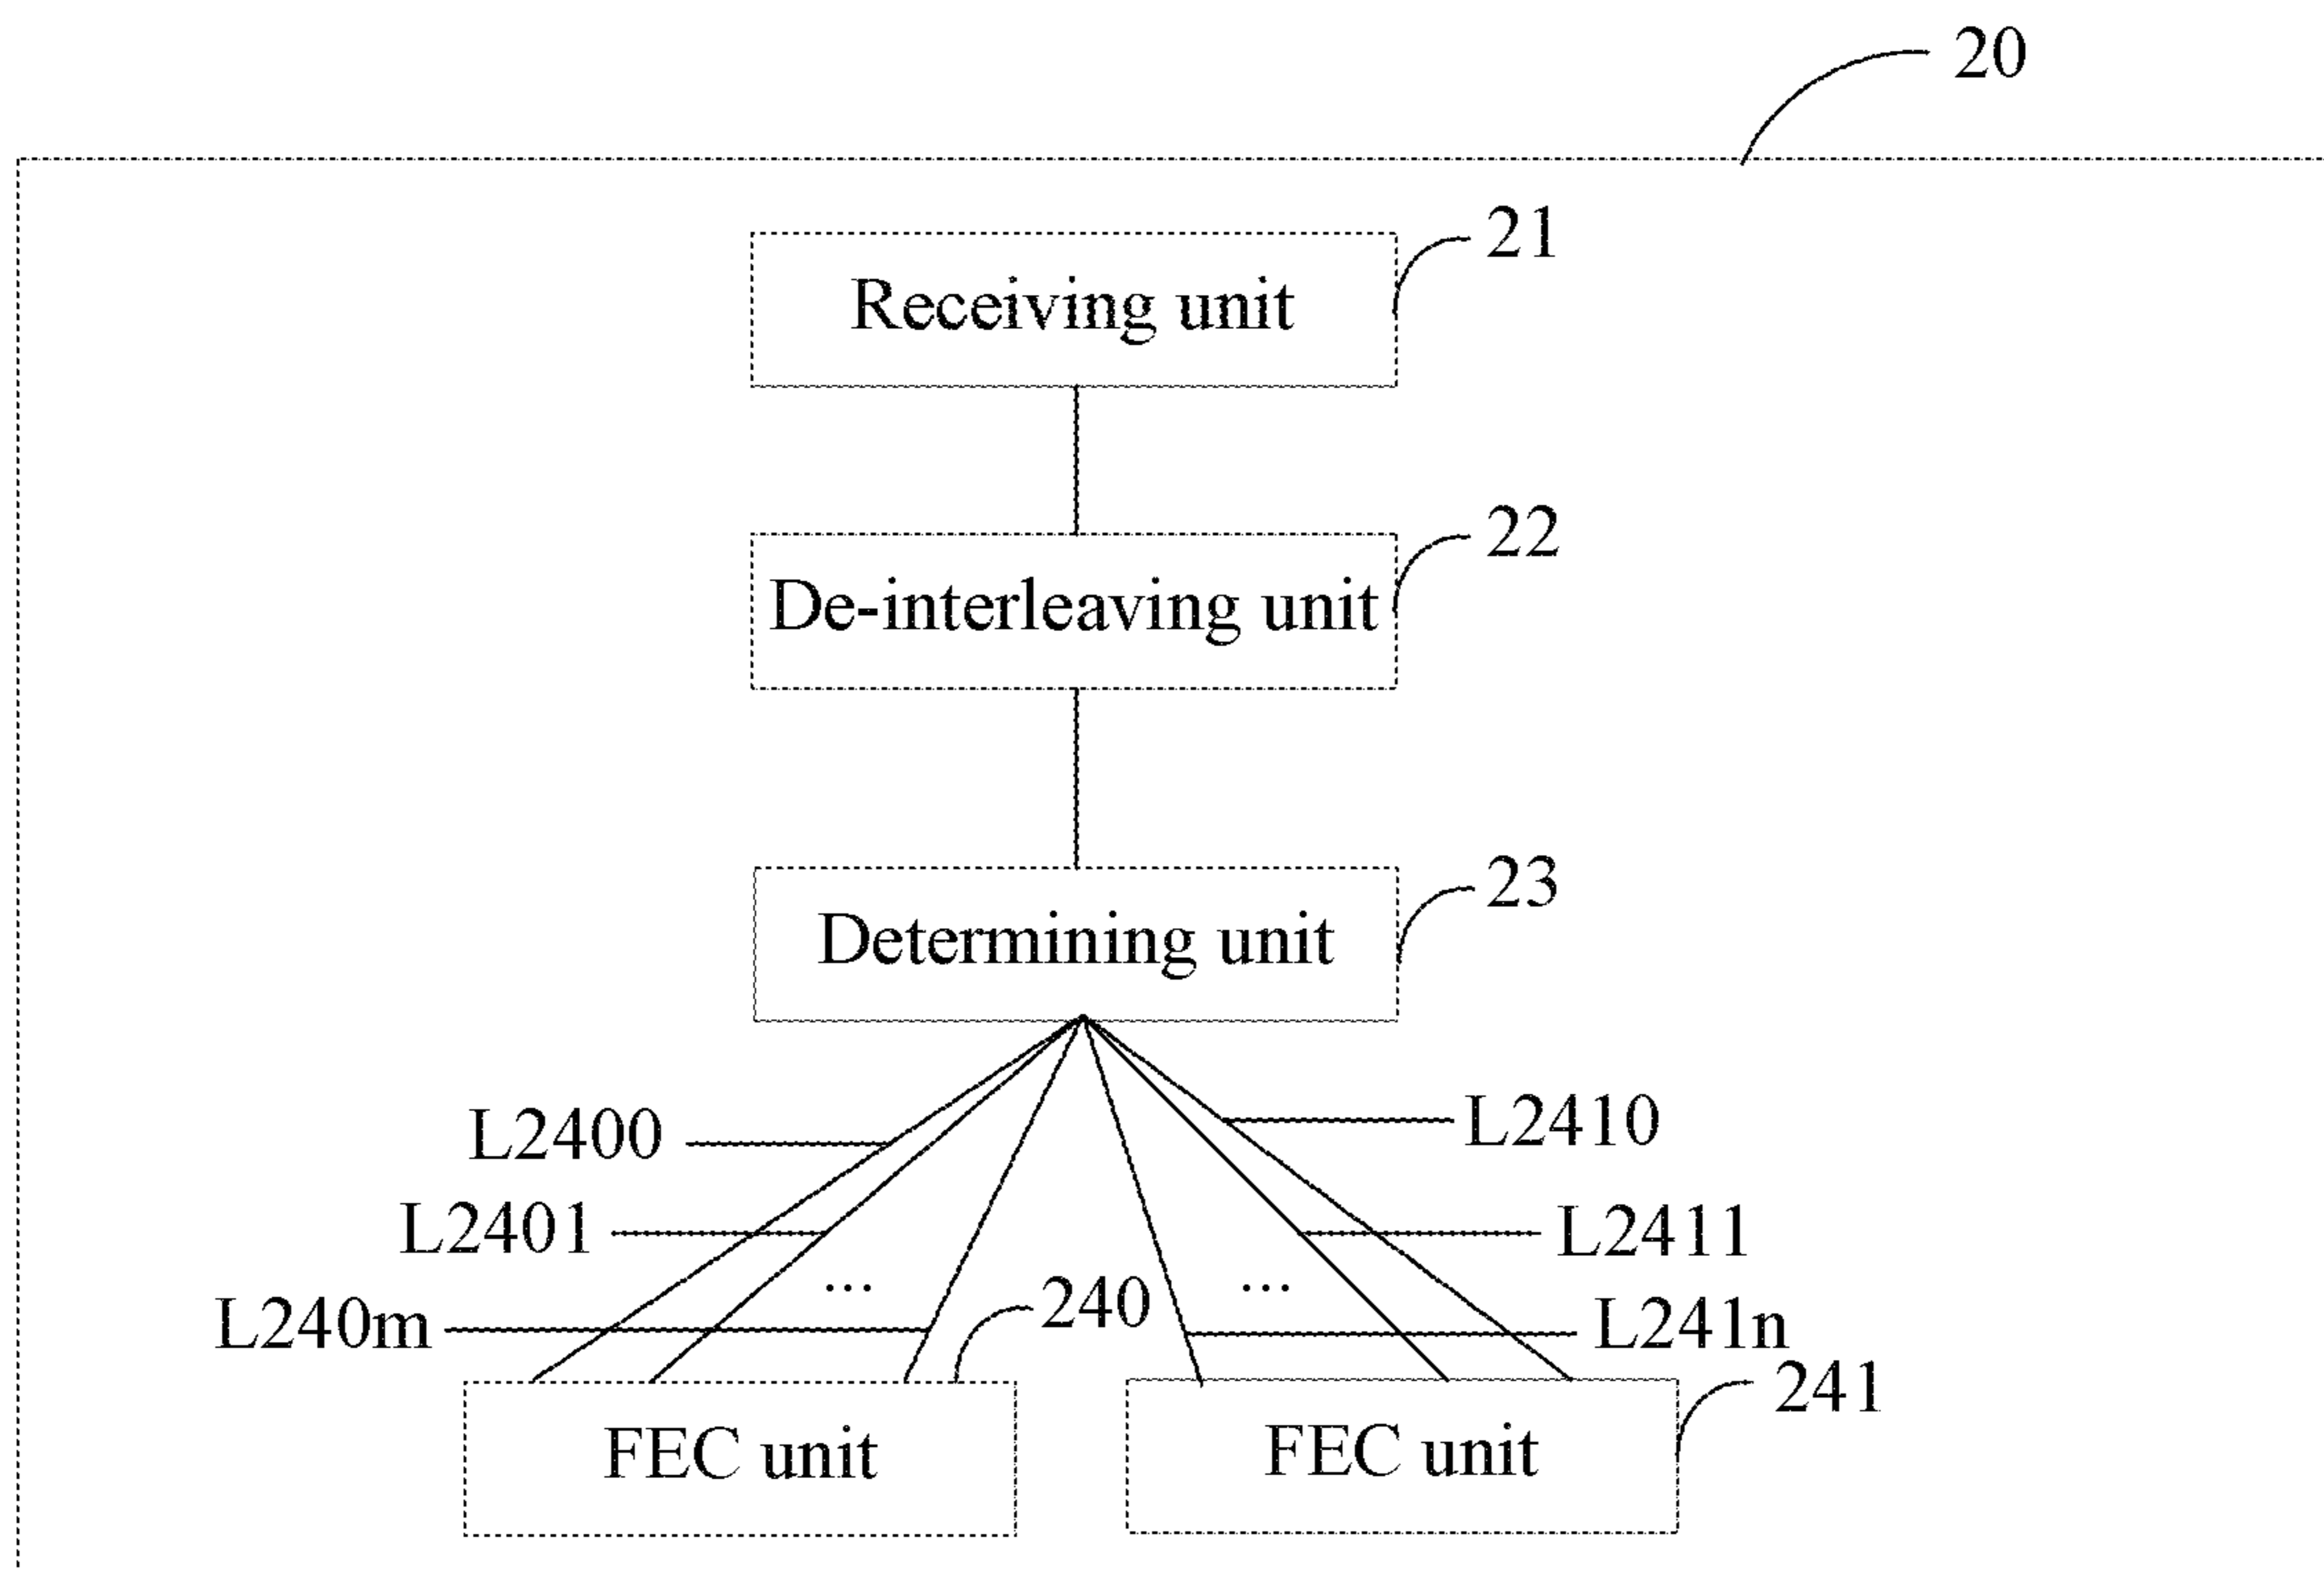 20
21
Receiving unit
22
De-interleaving unit
23
Determining unit
L2400
L2410
L2401
L2411
...
...
L240m
240
L241n
241
FEC unit
FEC unit